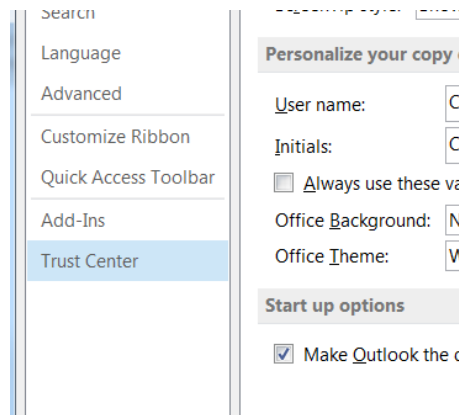 Search
Language
Advanced
Customize Ribbon
Quick Access Toolbar
Add-Ins
Trust Center
Personalize your copy
User name:
Initials:
Always use these
Office Background:
Office Theme:
Start up options
Make Outlook the